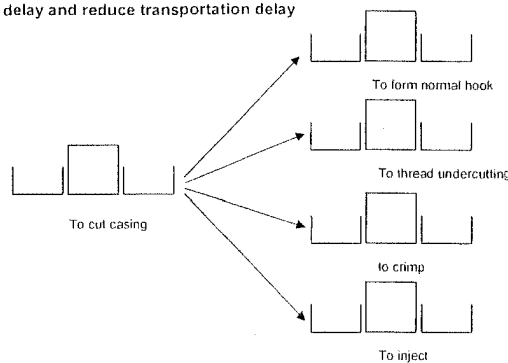 delay and reduce transportation delay
To form normal hook
To thread undercutting
To cut casing
to crimp
To inject